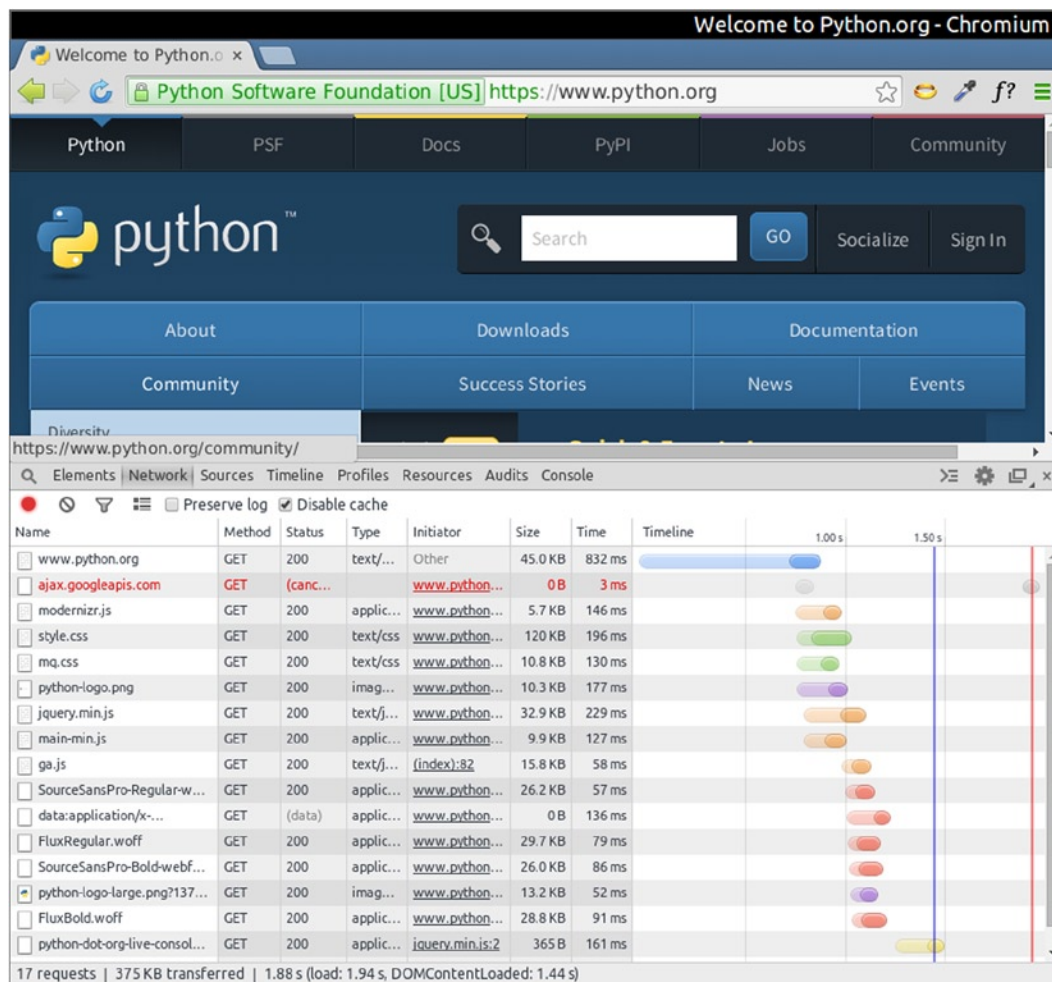 Welcome to Python.org - Chromium
Welcome to Python.o ×
Python Software Foundation [US] https://www.python.org f?
Python PSF Docs PyPI Jobs Community
python™ Search GO Socialize Sign In
About Downloads Documentation
Community Success Stories News Events
Diversity
https://www.python.org/community/
Elements Network Sources Timeline Profiles Resources Audits Console
Preserve log Disable cache
Name Method Status Type Initiator Size Time Timeline 1.00 s 1.50 s
www.python.org GET 200 text/... Other 45.0 KB 832 ms
ajax.googleapis.com GET (canc... www.python... 0 B 3 ms
modernizr.js GET 200 applic... www.python... 5.7 KB 146 ms
style.css GET 200 text/css www.python... 120 KB 196 ms
mq.css GET 200 text/css www.python... 10.8 KB 130 ms
python-logo.png GET 200 imag... www.python... 10.3 KB 177 ms
jquery.min.js GET 200 text/j... www.python... 32.9 KB 229 ms
main-min.js GET 200 applic... www.python... 9.9 KB 127 ms
ga.js GET 200 text/j... (index):82 15.8 KB 58 ms
SourceSansPro-Regular-w... GET 200 applic... www.python... 26.2 KB 57 ms
data:application/x-... GET (data) applic... www.python... 0 B 136 ms
FluxRegular.woff GET 200 applic... www.python... 29.7 KB 79 ms
SourceSansPro-Bold-webf... GET 200 applic... www.python... 26.0 KB 86 ms
python-logo-large.png?137... GET 200 imag... www.python... 13.2 KB 52 ms
FluxBold.woff GET 200 applic... www.python... 28.8 KB 91 ms
python-dot-org-live-consol... GET 200 applic... jquery.min.js:2 365 B 161 ms
17 requests | 375 KB transferred | 1.88 s (load: 1.94 s, DOMContentLoaded: 1.44 s)